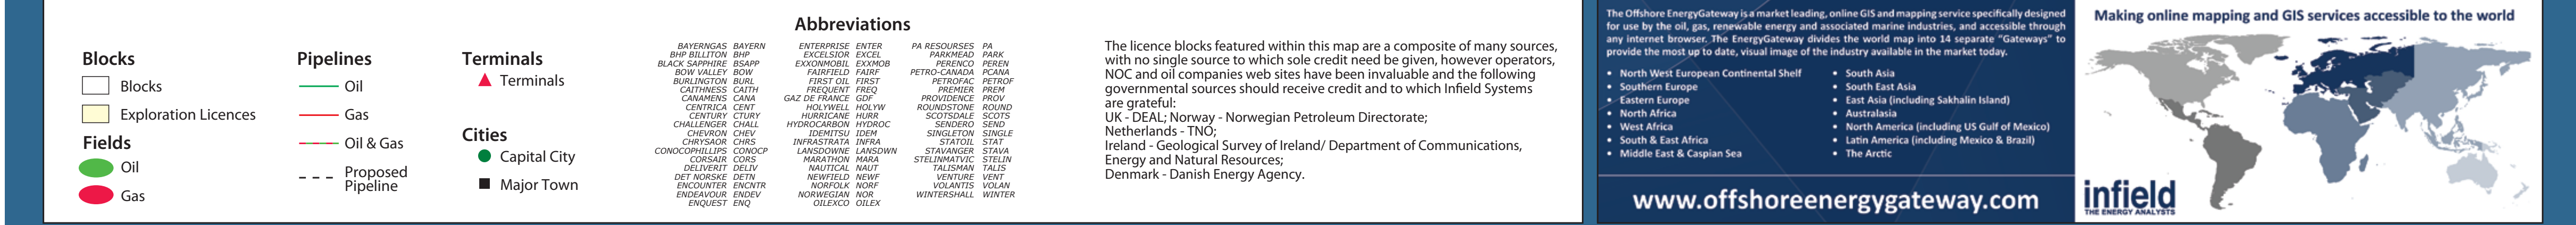 Blocks
Blocks
Exploration Licences
Fields
Oil
Gas
Pipelines
Oil
Gas
Oil & Gas
Proposed
Pipeline
Terminals
Terminals
Cities
Capital City
Major Town
Abbreviations
BAYERNGAS BAYERN
BHP BILLITON BHP
BLACK SAPPHIRE BSAPP
BOW VALLEY BOW
BURLINGTON BURL
CAITHNESS CAITH
CANAMENS CANA
CENTRICA CENT
CENTURY CTURY
CHALLENGER CHALL
CHEVRON CHEV
CHRYSAOR CHRS
CONOCOPHILLIPS CONOCP
CORSAIR CORS
DELIVERIT DELIV
DET NORSKE DETN
ENCOUNTER ENCNTR
ENDEAVOUR ENDEV
ENQUEST ENQ
ENTERPRISE ENTER
EXCELSIOR EXCEL
EXXONMOBIL EXXMOB
FAIRFIELD FAIRF
FIRST OIL FIRST
FREQUENT FREQ
GAZ DE FRANCE GDF
HOLYWELL HOLYW
HURRICANE HURR
HYDROCARBON HYDROC
IDEMITSU IDEM
INFRASTRATA INFRA
LANSDOWNE LANSDWN
MARATHON MARA
NAUTICAL NAUT
NEWFIELD NEWF
NORFOLK NORF
NORWEGIAN NOR
OILEXCO OILEX
PA RESOURSES PA
PARKMEAD PARK
PERENCO PEREN
PETRO-CANADA PCANA
PETROFAC PETROF
PREMIER PREM
PROVIDENCE PROV
ROUNDSTONE ROUND
SCOTSDALE SCOTS
SENDERO SEND
SINGLETON SINGLE
STATOIL STAT
STAVANGER STAVA
STELINMATVIC STELIN
TALISMAN TALIS
VENTURE VENT
VOLANTIS VOLAN
WINTERSHALL WINTER
The licence blocks featured within this map are a composite of many sources,
with no single source to which sole credit need be given, however operators,
NOC and oil companies web sites have been invaluable and the following
governmental sources should receive credit and to which Infield Systems
are grateful:
UK - DEAL; Norway - Norwegian Petroleum Directorate;
Netherlands - TNO;
Ireland - Geological Survey of Ireland/ Department of Communications,
Energy and Natural Resources;
Denmark - Danish Energy Agency.
The Offshore EnergyGateway is a market leading, online GIS and mapping service specifically designed
for use by the oil, gas, renewable energy and associated marine industries, and accessible through
any internet browser. The EnergyGateway divides the world map into 14 separate "Gateways" to
provide the most up to date, visual image of the industry available in the market today.
• North West European Continental Shelf
• Southern Europe
• Eastern Europe
• North Africa
• West Africa
• South & East Africa
• Middle East & Caspian Sea
• South Asia
• South East Asia
• East Asia (including Sakhalin Island)
• Australasia
• North America (including US Gulf of Mexico)
• Latin America (including Mexico & Brazil)
• The Arctic
www.offshoreenergygateway.com
Making online mapping and GIS services accessible to the world
infield
THE ENERGY ANALYSTS